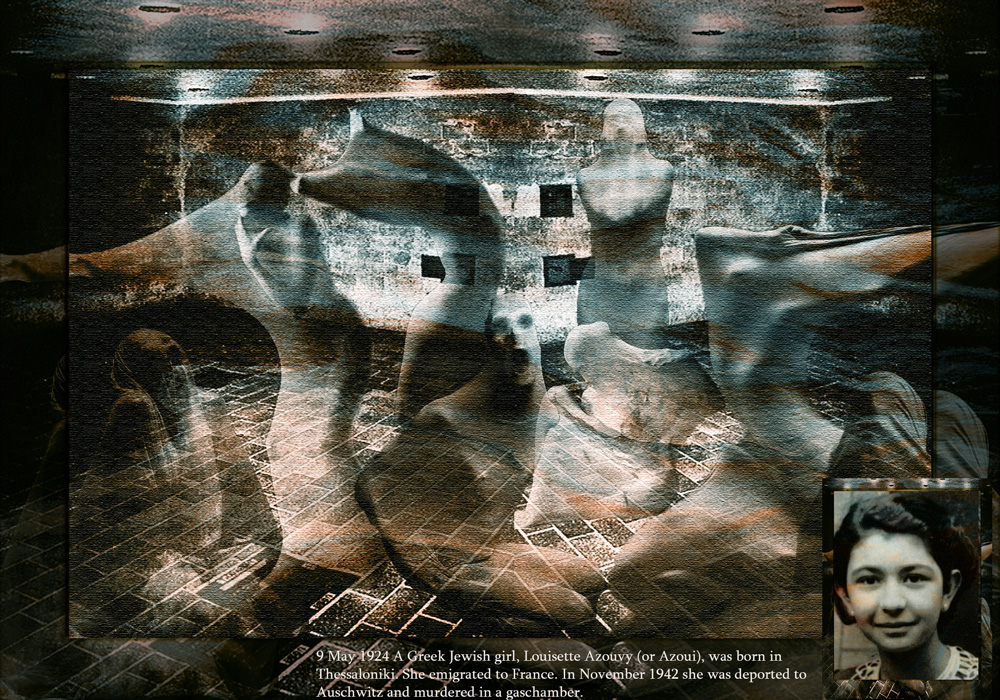 9 May 1924 A Greek Jewish girl, Louisette Azouvy (or Azoui), was born in
Thessaloniki. She emigrated to France. In November 1942 she was deported to
Auschwitz and murdered in a gaschamber.